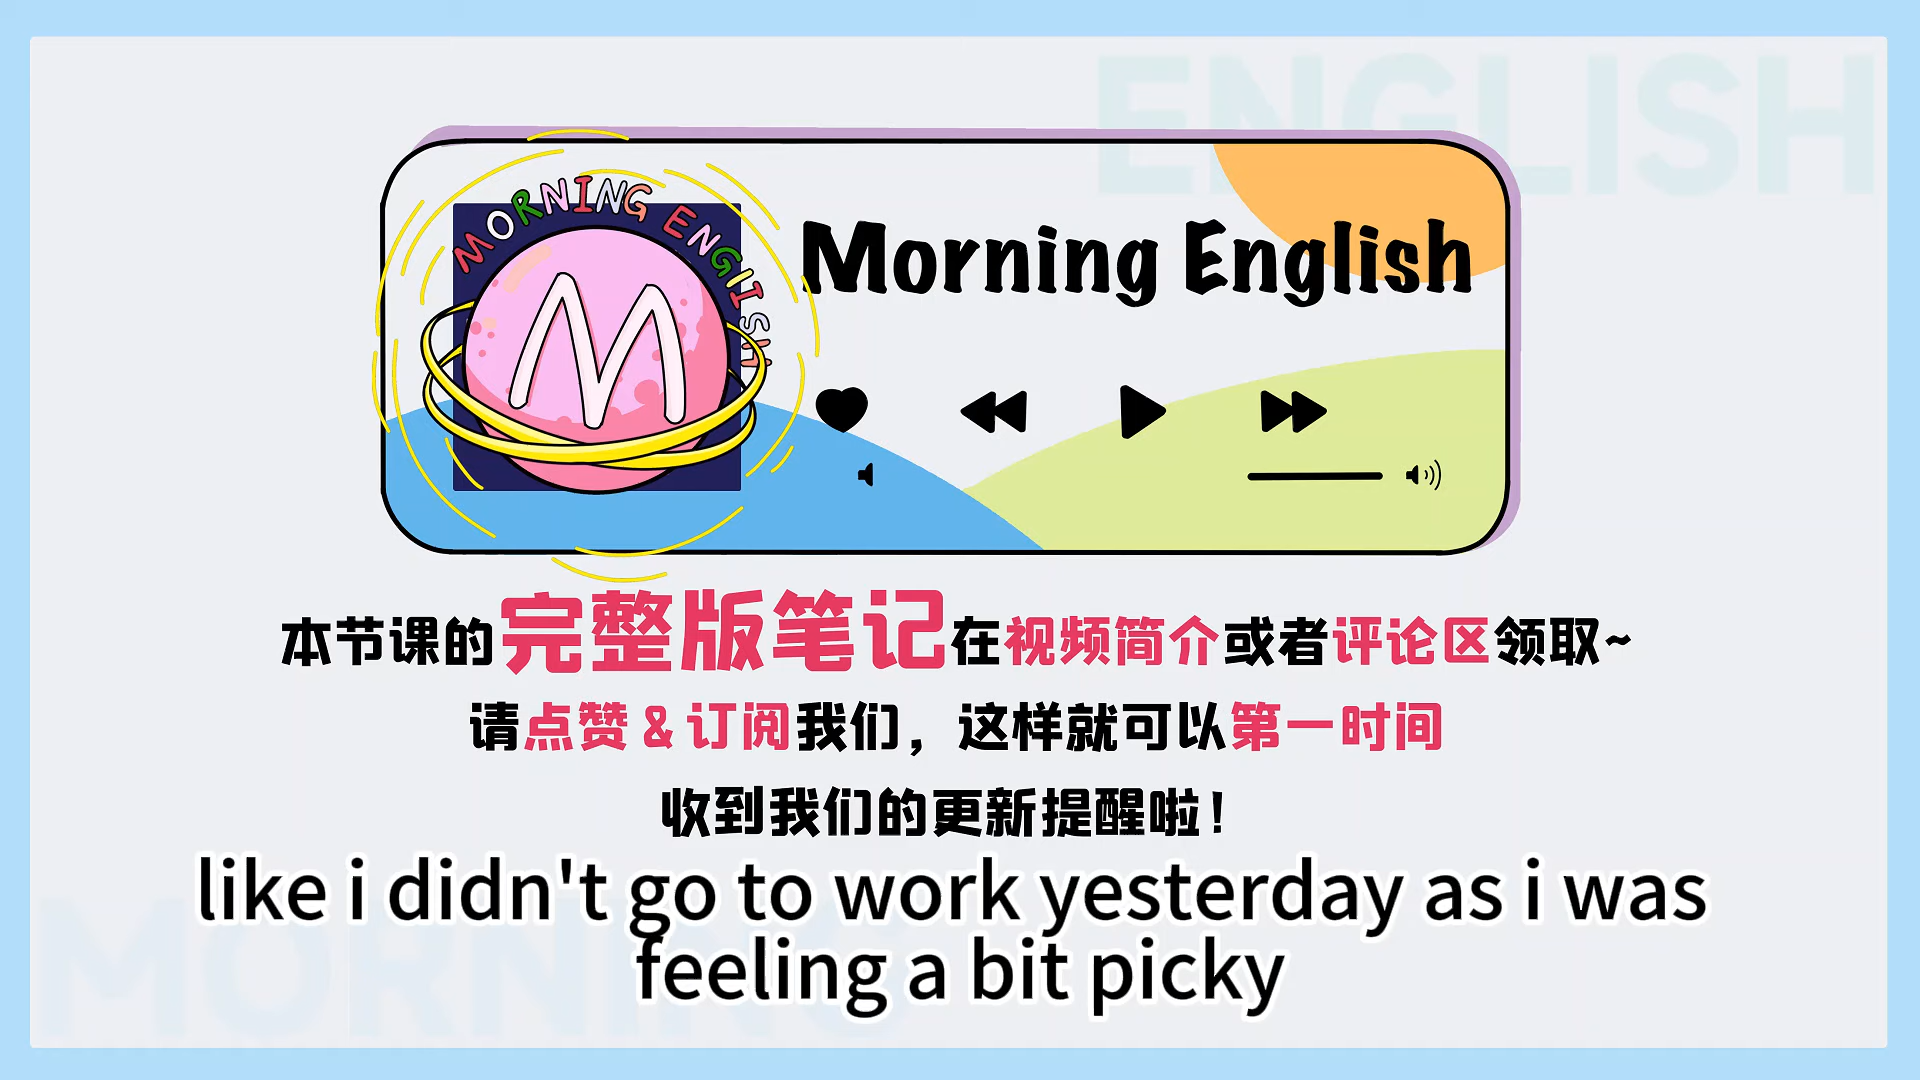 ENGLISH
MORNING ENGLISH
M
Morning English
本节课的完整版笔记在视频简介或者评论区领取~
请点赞&订阅我们，这样就可以第一时间
收到我们的更新提醒啦！
like i didn't go to work yesterday as i was
feeling a bit picky
MORNING